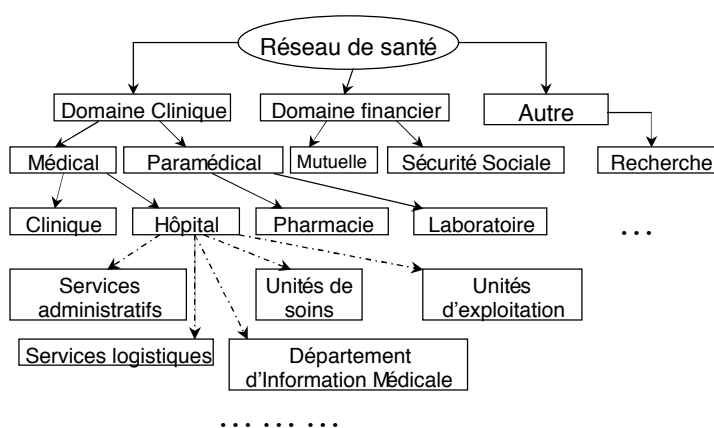 Réseau de santé
Domaine Clinique
Domaine financier
Autre
Médical
Paramédical
Mutuelle
Sécurité Sociale
Recherche
Clinique
Hôpital
Pharmacie
Laboratoire
...
Services
administratifs
Unités de
soins
Unités
d'exploitation
Services logistiques
Département
d'Information Médicale
... ... ...